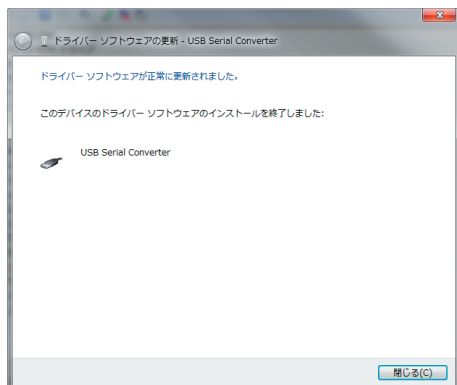 ドライバー ソフトウェアの更新 - USB Serial Converter
ドライバー ソフトウェアが正常に更新されました。
このデバイスのドライバー ソフトウェアのインストールを終了しました:
USB Serial Converter
閉じる(C)